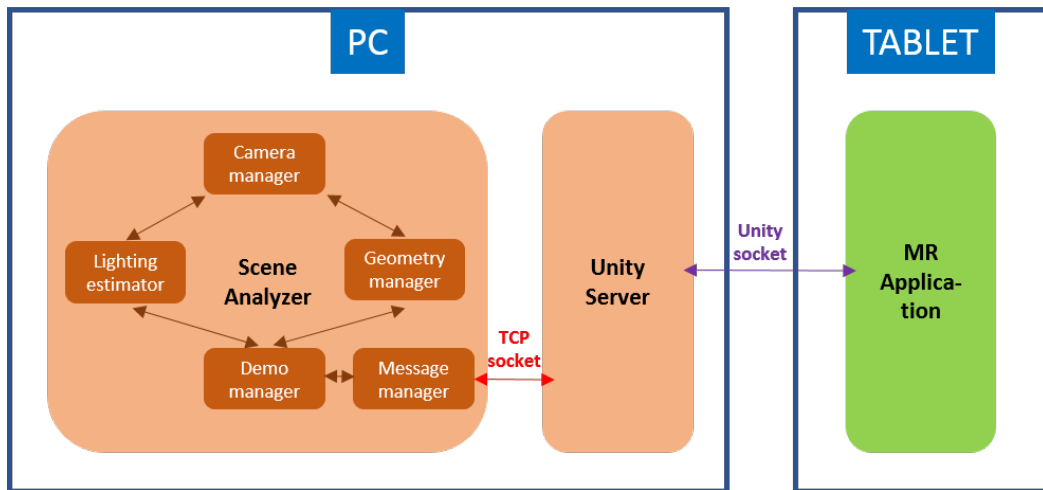 PC
TABLET
Camera
manager
Lighting
estimator
Scene
Analyzer
Geometry
manager
Demo
manager
Message
manager
TCP
socket
Unity
Server
Unity
socket
MR
Applica-
tion